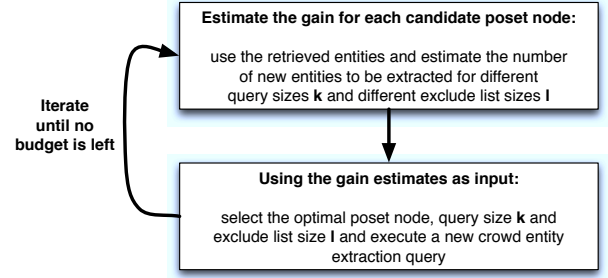 Estimate the gain for each candidate poset node:
use the retrieved entities and estimate the number
of new entities to be extracted for different
query sizes k and different exclude list sizes l
Iterate
until no
budget is left
Using the gain estimates as input:
select the optimal poset node, query size k and
exclude list size l and execute a new crowd entity
extraction query